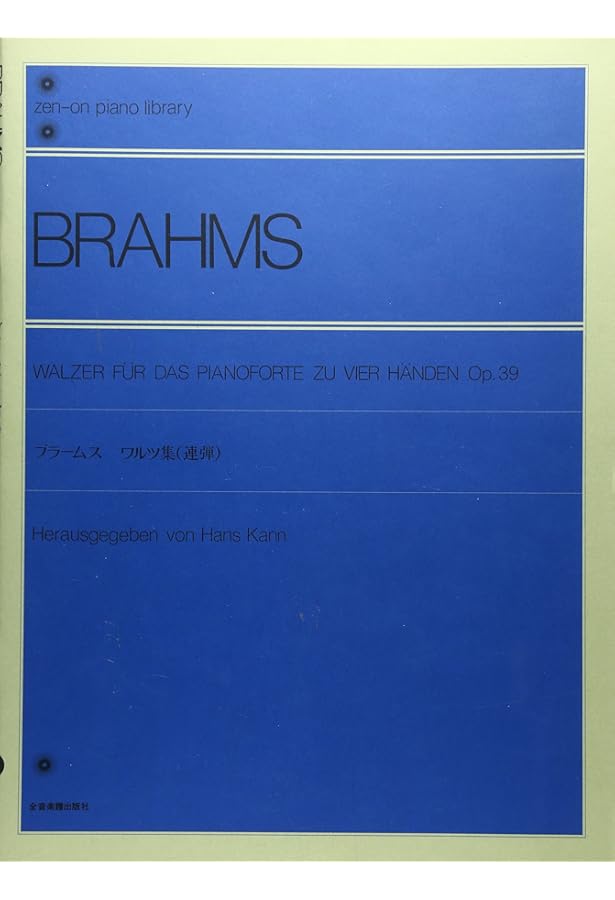 zen-on piano library
BRAHMS
WALZER FÜR DAS PIANOFORTE ZU VIER HÄNDEN Op.39
ブラームス ワルツ集(連弾)
Herausgegeben von Hans Kann
全音楽譜出版社
BRAHMS